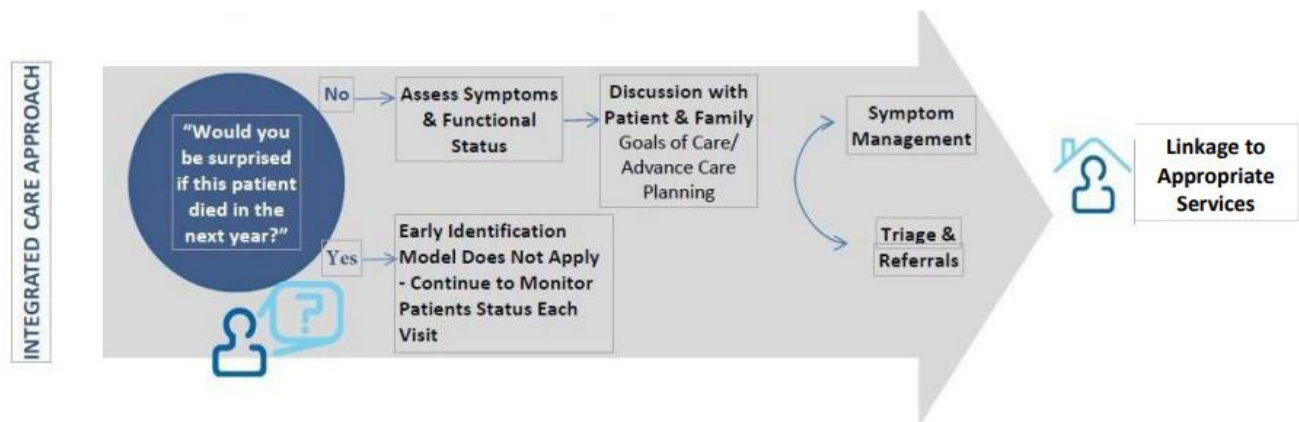 INTEGRATED CARE APPROACH
“Would you
be surprised
if this patient
died in the
next year?”
No
Assess Symptoms
& Functional
Status
Discussion with
Patient & Family
Goals of Care/
Advance Care
Planning
Symptom
Management
Triage &
Referrals
Yes
Early Identification
Model Does Not Apply
- Continue to Monitor
Patients Status Each
Visit
?
Linkage to
Appropriate
Services